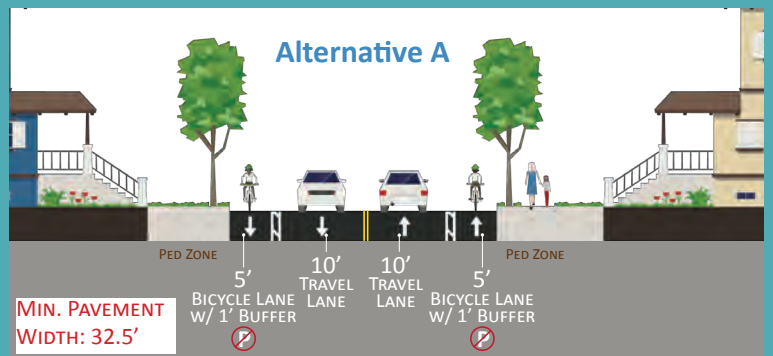 Alternative A
PED ZONE
PED ZONE
5'
BICYCLE LANE
W/ 1' BUFFER
P
10'
TRAVEL
LANE
10'
TRAVEL
LANE
5'
BICYCLE LANE
W/ 1' BUFFER
P
MIN. PAVEMENT
WIDTH: 32.5'